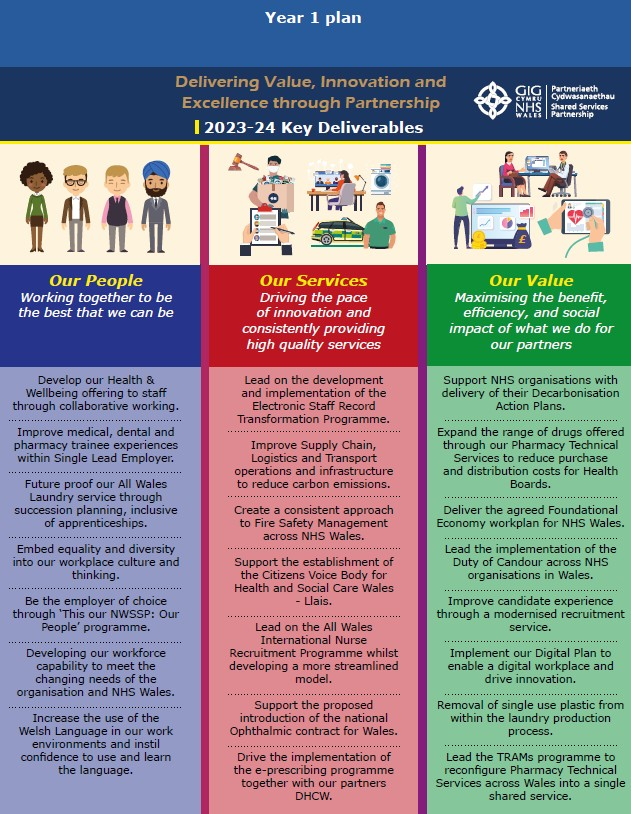 Year 1 plan
Delivering Value, Innovation and
Excellence through Partnership
2023-24 Key Deliverables
GIG
CYMRU
NHS
WALES
Partneriaeth
Cydwasanaethau
Shared Services
Partnership
Our People
Working together to be
the best that we can be
Develop our Health &
Wellbeing offering to staff
through collaborative working.
Improve medical, dental and
pharmacy trainee experiences
within Single Lead Employer.
Future proof our All Wales
Laundry service through
succession planning, inclusive
of apprenticeships.
Embed equality and diversity
into our workplace culture and
thinking.
Be the employer of choice
through ‘This our NWSSP: Our
People’ programme.
Developing our workforce
capability to meet the
changing needs of the
organisation and NHS Wales.
Increase the use of the
Welsh Language in our work
environments and instil
confidence to use and learn
the language.
Our Services
Driving the pace
of innovation and
consistently providing
high quality services
Lead on the development
and implementation of the
Electronic Staff Record
Transformation Programme.
Improve Supply Chain,
Logistics and Transport
operations and infrastructure
to reduce carbon emissions.
Create a consistent approach
to Fire Safety Management
across NHS Wales.
Support the establishment of
the Citizens Voice Body for
Health and Social Care Wales
- Llais.
Lead on the All Wales
International Nurse
Recruitment Programme whilst
developing a more streamlined
model.
Support the proposed
introduction of the national
Ophthalmic contract for Wales.
Drive the implementation of
the e-prescribing programme
together with our partners
DHCW.
Our Value
Maximising the benefit,
efficiency, and social
impact of what we do for
our partners
Support NHS organisations with
delivery of their Decarbonisation
Action Plans.
Expand the range of drugs offered
through our Pharmacy Technical
Services to reduce purchase
and distribution costs for Health
Boards.
Deliver the agreed Foundational
Economy workplan for NHS Wales.
Lead the implementation of the
Duty of Candour across NHS
organisations in Wales.
Improve candidate experience
through a modernised recruitment
service.
Implement our Digital Plan to
enable a digital workplace and
drive innovation.
Removal of single use plastic from
within the laundry production
process.
Lead the TRAMs programme to
reconfigure Pharmacy Technical
Services across Wales into a single
shared service.